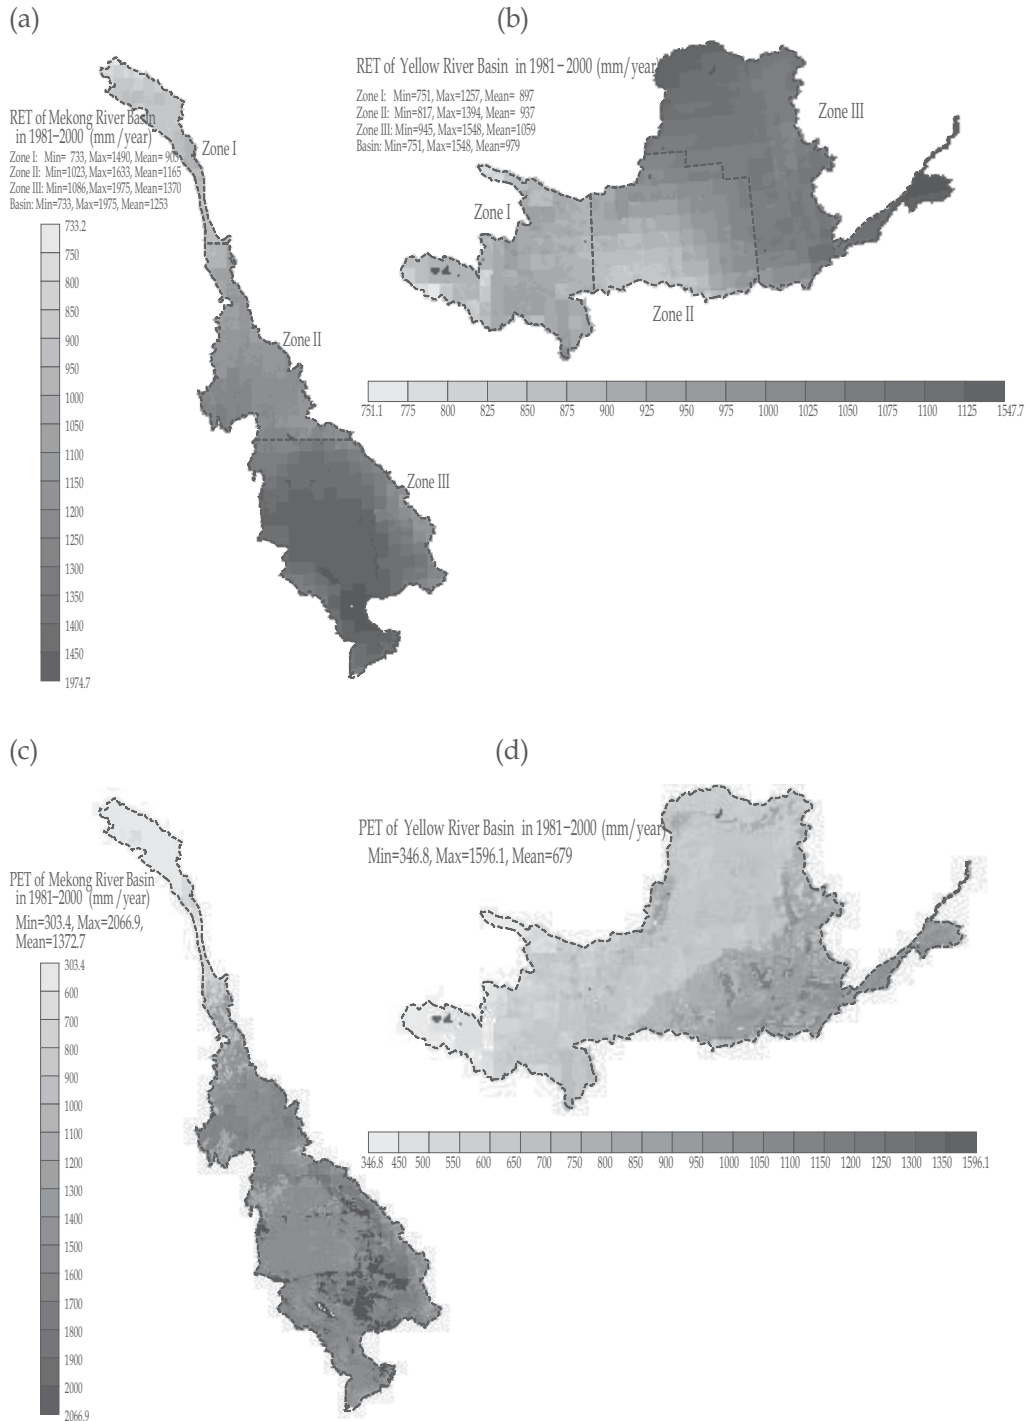 (a)
(b)
RET of Mekong River Basin
in 1981-2000 (mm/year)
Zone I: Min= 733, Max=1490, Mean= 903
Zone II: Min=1023, Max=1633, Mean=1165
Zone III: Min=1086, Max=1975, Mean=1370
Basin: Min=733, Max=1975, Mean=1253
733.2
750
800
850
900
950
1000
1050
1100
1150
1200
1250
1300
1350
1400
1450
1974.7
Zone I
Zone II
Zone III
RET of Yellow River Basin in 1981-2000 (mm/year)
Zone I: Min=751, Max=1257, Mean= 897
Zone II: Min=817, Max=1394, Mean= 937
Zone III: Min=945, Max=1548, Mean=1059
Basin: Min=751, Max=1548, Mean=979
Zone III
Zone I
Zone II
751.1 775 800 825 850 875 900 925 950 975 1000 1025 1050 1075 1100 1125 1547.7
(c)
(d)
PET of Mekong River Basin
in 1981-2000 (mm/year)
Min=303.4, Max=2066.9,
Mean=1372.7
303.4
600
700
800
900
1000
1100
1200
1300
1400
1500
1600
1700
1800
1900
2000
2066.9
PET of Yellow River Basin in 1981-2000 (mm/year)
Min=346.8, Max=1596.1, Mean=679
346.8 450 500 550 600 650 700 750 800 850 900 950 1000 1050 1100 1150 1200 1250 1300 1350 1596.1